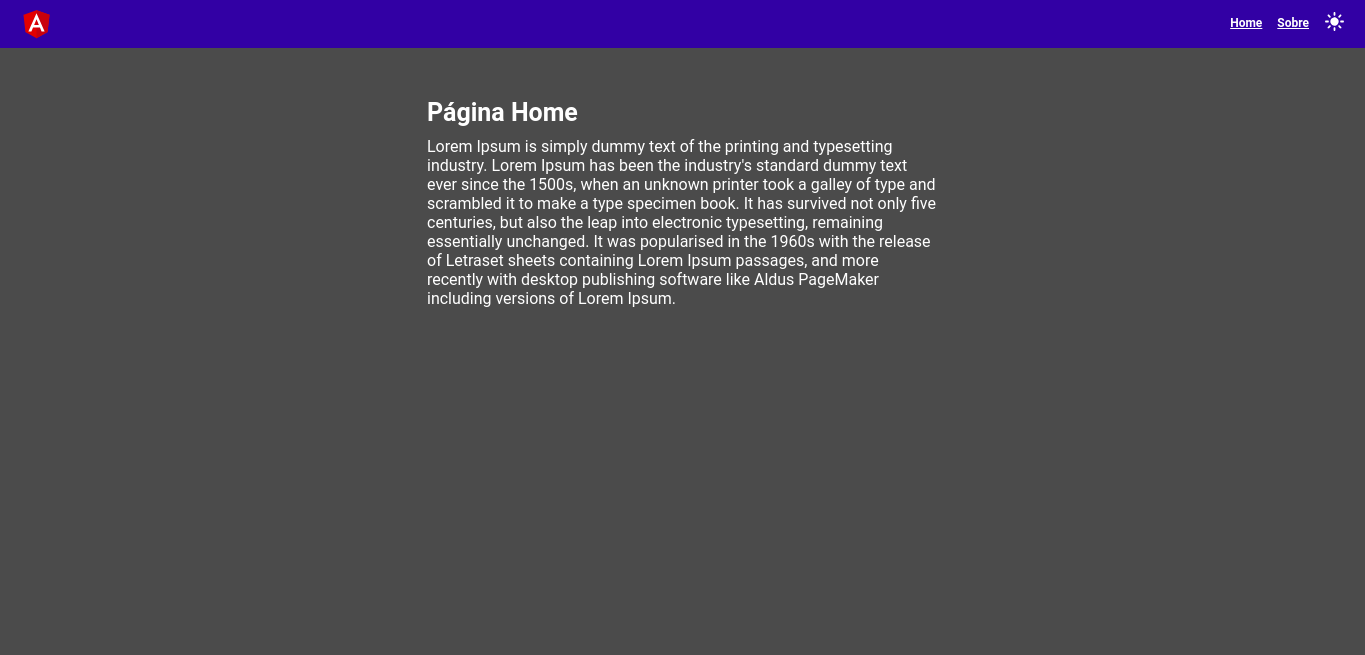 Home Sobre
Página Home
Lorem Ipsum is simply dummy text of the printing and typesetting
industry. Lorem Ipsum has been the industry's standard dummy text
ever since the 1500s, when an unknown printer took a galley of type and
scrambled it to make a type specimen book. It has survived not only five
centuries, but also the leap into electronic typesetting, remaining
essentially unchanged. It was popularised in the 1960s with the release
of Letraset sheets containing Lorem Ipsum passages, and more
recently with desktop publishing software like Aldus PageMaker
including versions of Lorem Ipsum.